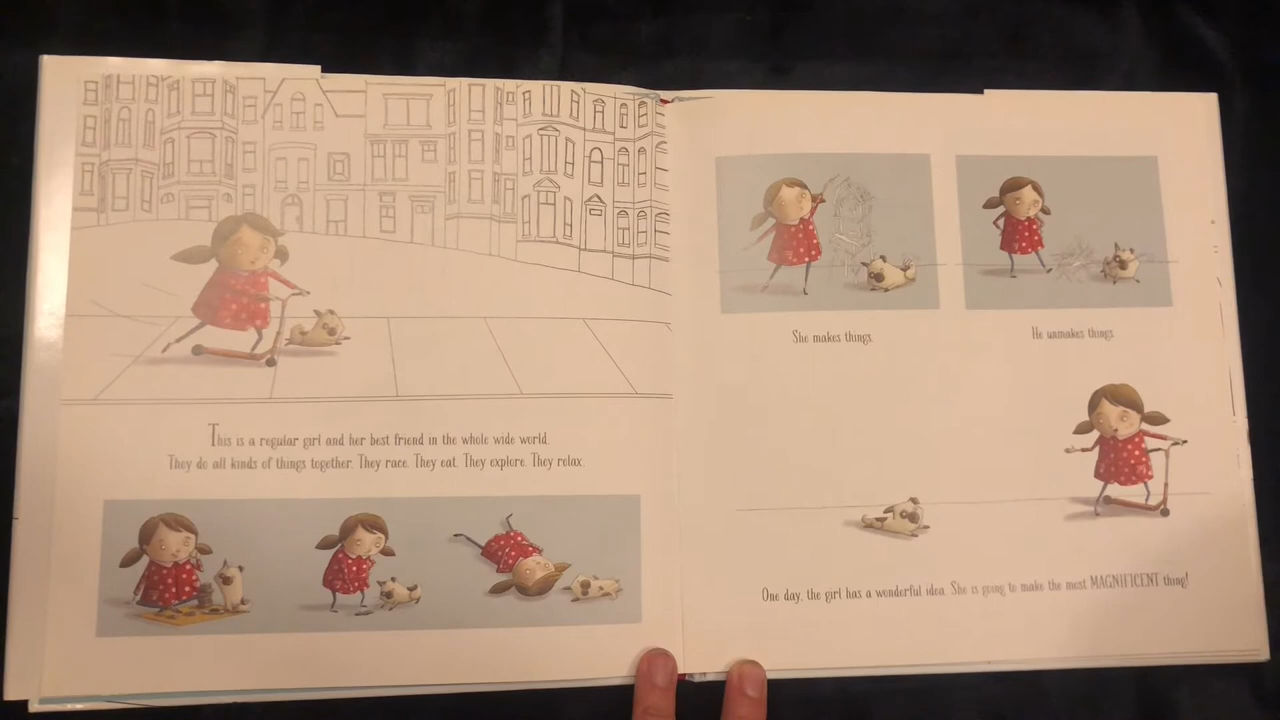 This is a regular girl and her best friend in the whole wide world.
They do all kinds of things together. They race. They eat. They explore. They relax.
She makes things.
He unmakes things.
One day, the girl has a wonderful idea. She is going to make the most MAGNIFICENT thing!